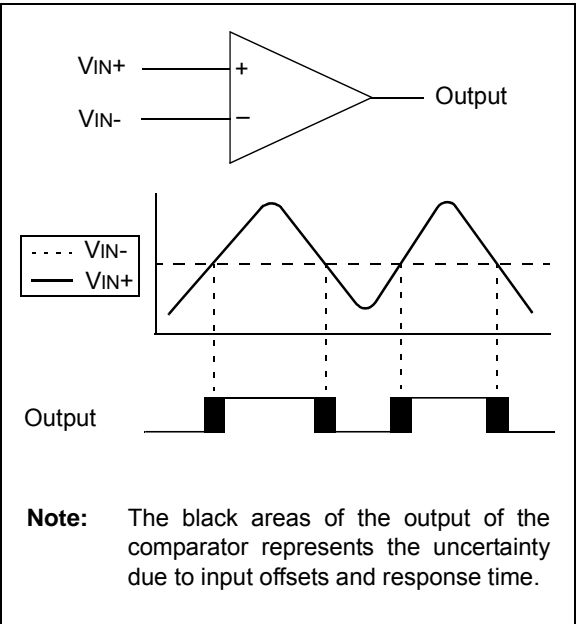 VIN+
+
Output
VIN-
–
VIN-
VIN+
Output
Note: The black areas of the output of the
comparator represents the uncertainty
due to input offsets and response time.